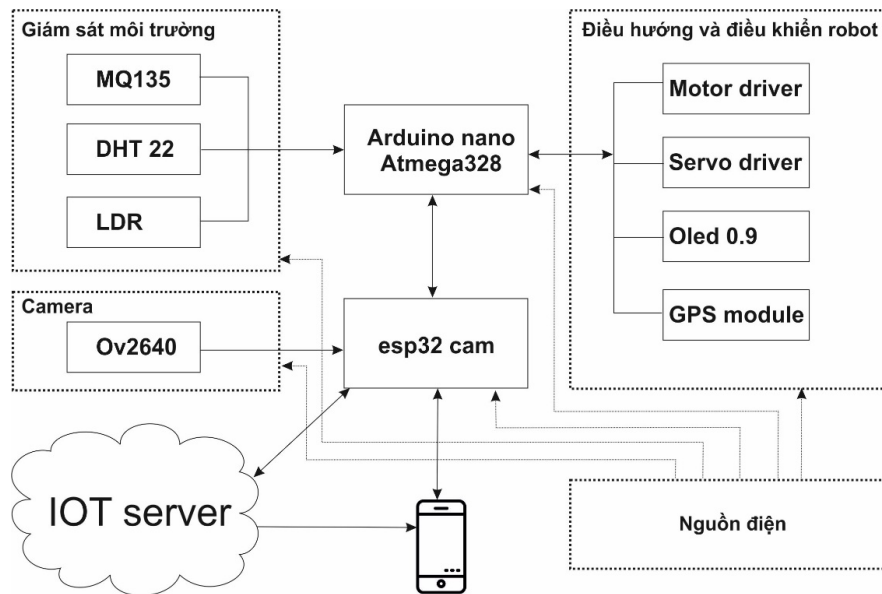 Giám sát môi trường
MQ135
DHT 22
LDR
Arduino nano
Atmega328
Điều hướng và điều khiển robot
Motor driver
Servo driver
Oled 0.9
GPS module
Camera
Ov2640
esp32 cam
IOT server
Nguồn điện